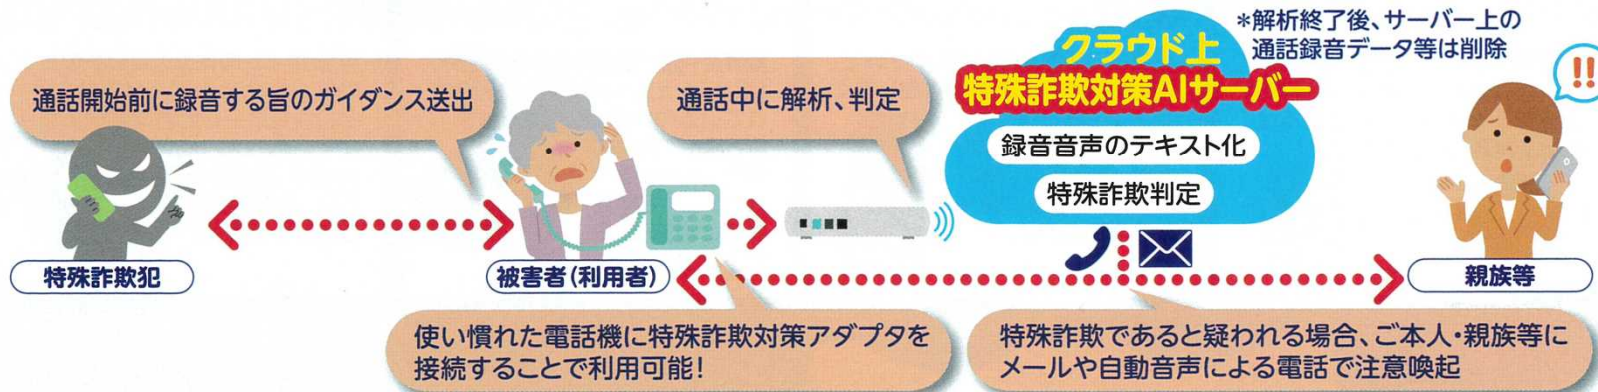 *解析終了後、サーバー上の
通話録音データ等は削除
クラウド上
特殊詐欺対策AIサーバー
!!
通話開始前に録音する旨のガイダンス送出
通話中に解析、判定
録音音声のテキスト化
特殊詐欺判定
特殊詐欺犯
被害者(利用者)
親族等
使い慣れた電話機に特殊詐欺対策アダプタを
接続することで利用可能!
特殊詐欺であると疑われる場合、ご本人・親族等に
メールや自動音声による電話で注意喚起